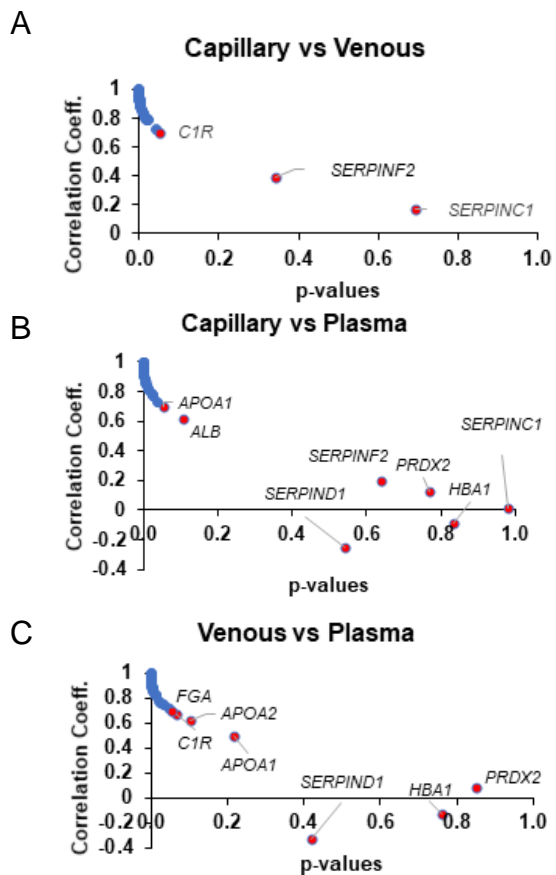 A
Capillary vs Venous
Correlation Coeff.
1
0.8
0.6
0.4
0.2
0
C1R
SERPINF2
SERPINC1
0.0 0.2 0.4 0.6 0.8 1.0
p-values
B
Capillary vs Plasma
Correlation Coeff.
1
0.8
0.6
0.4
0.2
0
-0.2
-0.4
APOA1
ALB
SERPINC1
SERPINF2
PRDX2
SERPIND1
HBA1
0.0 0.2 0.4 0.6 0.8 1.0
p-values
C
Venous vs Plasma
Correlation Coeff.
1
0.8
0.6
0.4
0.2
0
-0.2
-0.4
FGA
APOA2
C1R
APOA1
SERPIND1
HBA1
PRDX2
0.0 0.2 0.4 0.6 0.8 1.0
p-values